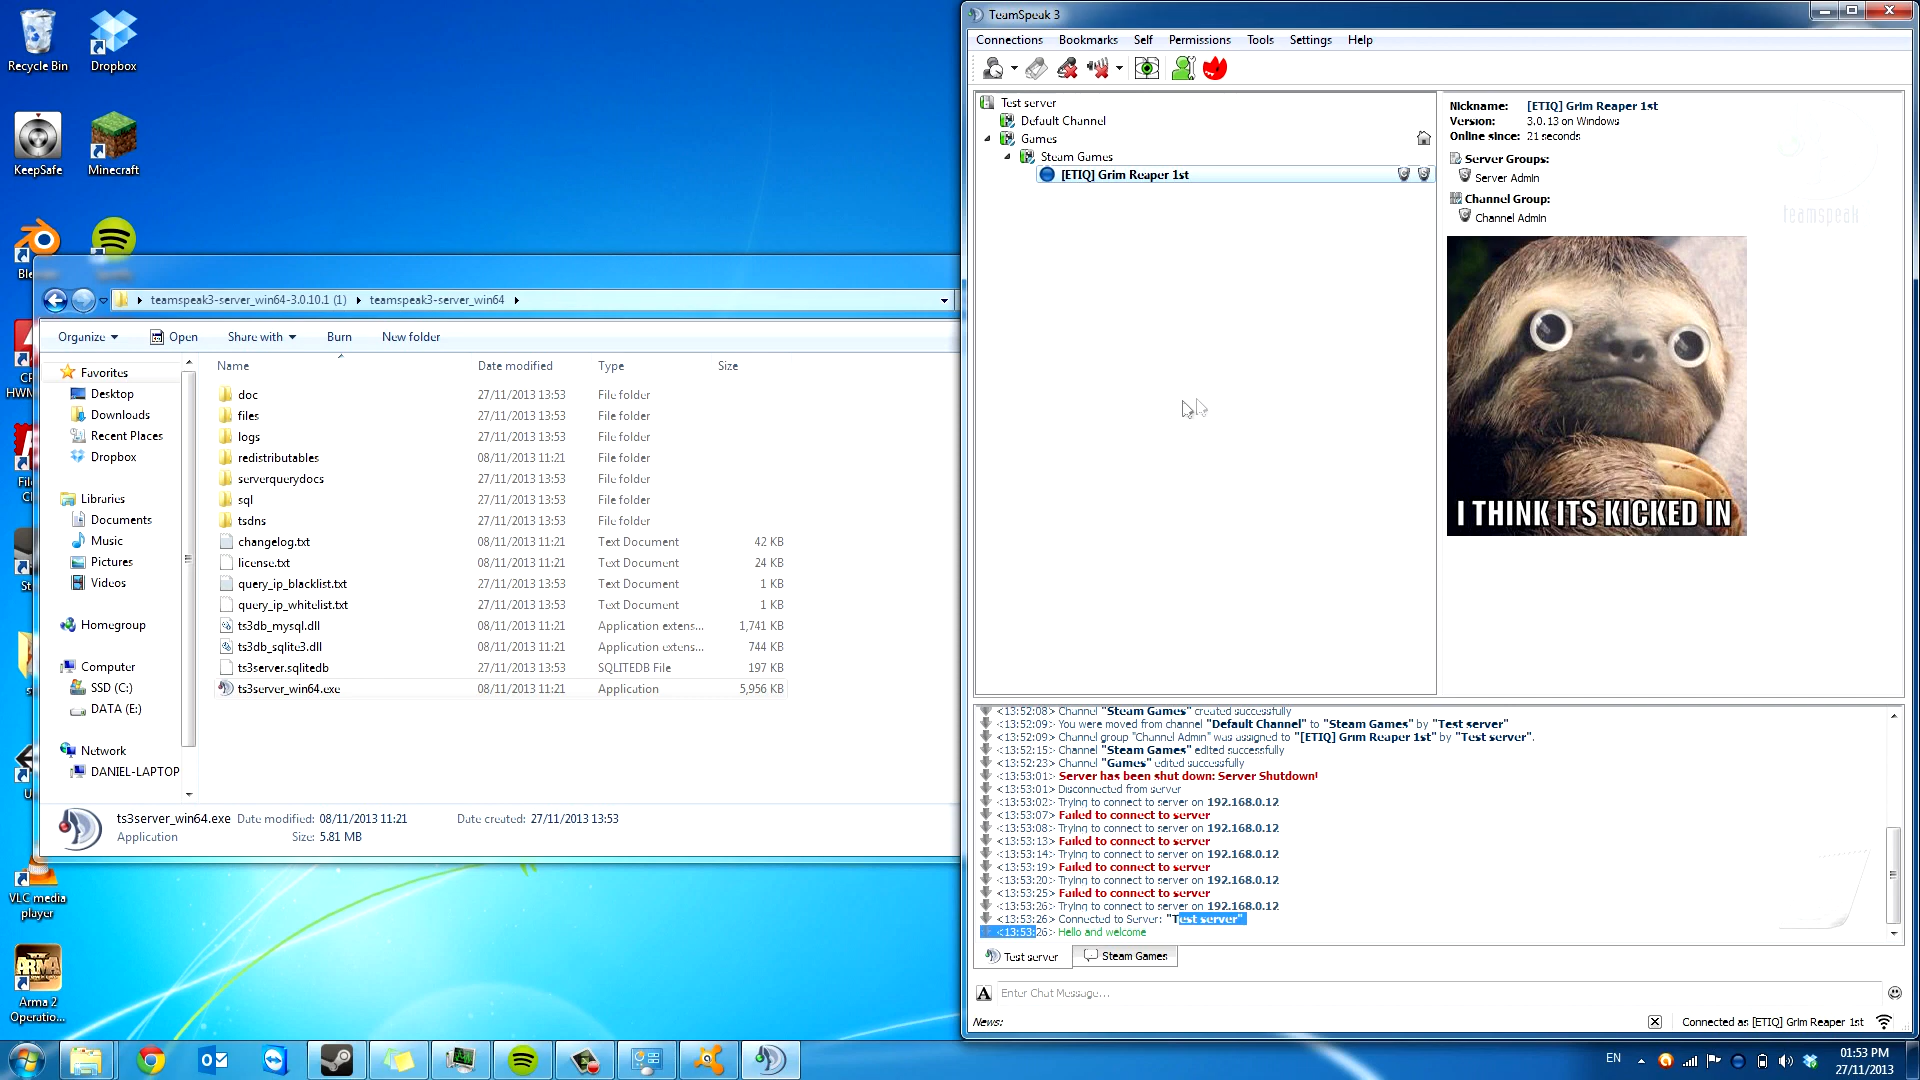 Recycle Bin
Dropbox
KeepSafe
Minecraft
teamspeak3-server_win64-3.0.10.1 (1)
teamspeak3-server_win64
Organize
Open
Share with
Burn
New folder
Name
Date modified
Type
Size
Favorites
Desktop
Downloads
Recent Places
Dropbox
Libraries
Documents
Music
Pictures
Videos
Homegroup
Computer
SSD (C:)
DATA (E:)
Network
DANIEL-LAPTOP
doc 27/11/2013 13:53 File folder
files 27/11/2013 13:53 File folder
logs 27/11/2013 13:53 File folder
redistributables 08/11/2013 11:21 File folder
serverquerydocs 27/11/2013 13:53 File folder
sql 27/11/2013 13:53 File folder
tsdns 27/11/2013 13:53 File folder
changelog.txt 08/11/2013 11:21 Text Document 42 KB
license.txt 08/11/2013 11:21 Text Document 24 KB
query_ip_blacklist.txt 27/11/2013 13:53 Text Document 1 KB
query_ip_whitelist.txt 27/11/2013 13:53 Text Document 1 KB
ts3db_mysql.dll 08/11/2013 11:21 Application extens... 1,741 KB
ts3db_sqlite3.dll 08/11/2013 11:21 Application extens... 744 KB
ts3server.sqlitedb 27/11/2013 13:53 SQLITEDB File 197 KB
ts3server_win64.exe 08/11/2013 11:21 Application 5,956 KB
ts3server_win64.exe Date modified: 08/11/2013 11:21 Date created: 27/11/2013 13:53
Application Size: 5.81 MB
VLC media
player
ARMA
Arma 2
Operatio...
TeamSpeak 3
Connections Bookmarks Self Permissions Tools Settings Help
Test server
Default Channel
Games
Steam Games
[ETIQ] Grim Reaper 1st
Nickname: [ETIQ] Grim Reaper 1st
Version: 3.0.13 on Windows
Online since: 21 seconds
Server Groups:
Server Admin
Channel Group:
Channel Admin
teamspeak
I THINK ITS KICKED IN
<13:52:08> Channel "Steam Games" created successfully
<13:52:09> You were moved from channel "Default Channel" to "Steam Games" by "Test server"
<13:52:09> Channel group "Channel Admin" was assigned to "[ETIQ] Grim Reaper 1st" by "Test server".
<13:52:15> Channel "Steam Games" edited successfully
<13:52:23> Channel "Games" edited successfully
<13:53:01> Server has been shut down: Server Shutdown!
<13:53:01> Disconnected from server
<13:53:02> Trying to connect to server on 192.168.0.12
<13:53:07> Failed to connect to server
<13:53:08> Trying to connect to server on 192.168.0.12
<13:53:13> Failed to connect to server
<13:53:14> Trying to connect to server on 192.168.0.12
<13:53:19> Failed to connect to server
<13:53:20> Trying to connect to server on 192.168.0.12
<13:53:25> Failed to connect to server
<13:53:26> Trying to connect to server on 192.168.0.12
<13:53:26> Connected to Server: "Test server"
<13:53:26> Hello and welcome
Test server
Steam Games
Enter Chat Message...
News:
Connected as [ETIQ] Grim Reaper 1st
EN
01:53 PM
27/11/2013